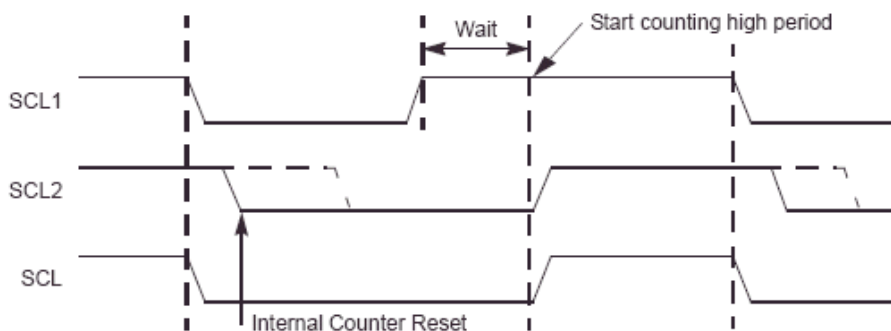 Wait
Start counting high period
SCL1
SCL2
SCL
Internal Counter Reset